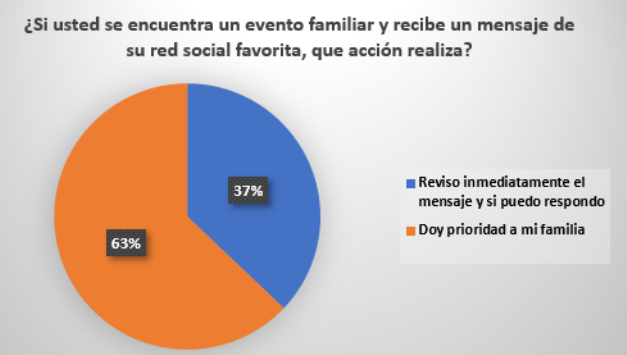 ¿Si usted se encuentra un evento familiar y recibe un mensaje de
su red social favorita, que acción realiza?
37%
63%
Reviso inmediatamente el
mensaje y si puedo respondo
Doy prioridad a mi familia